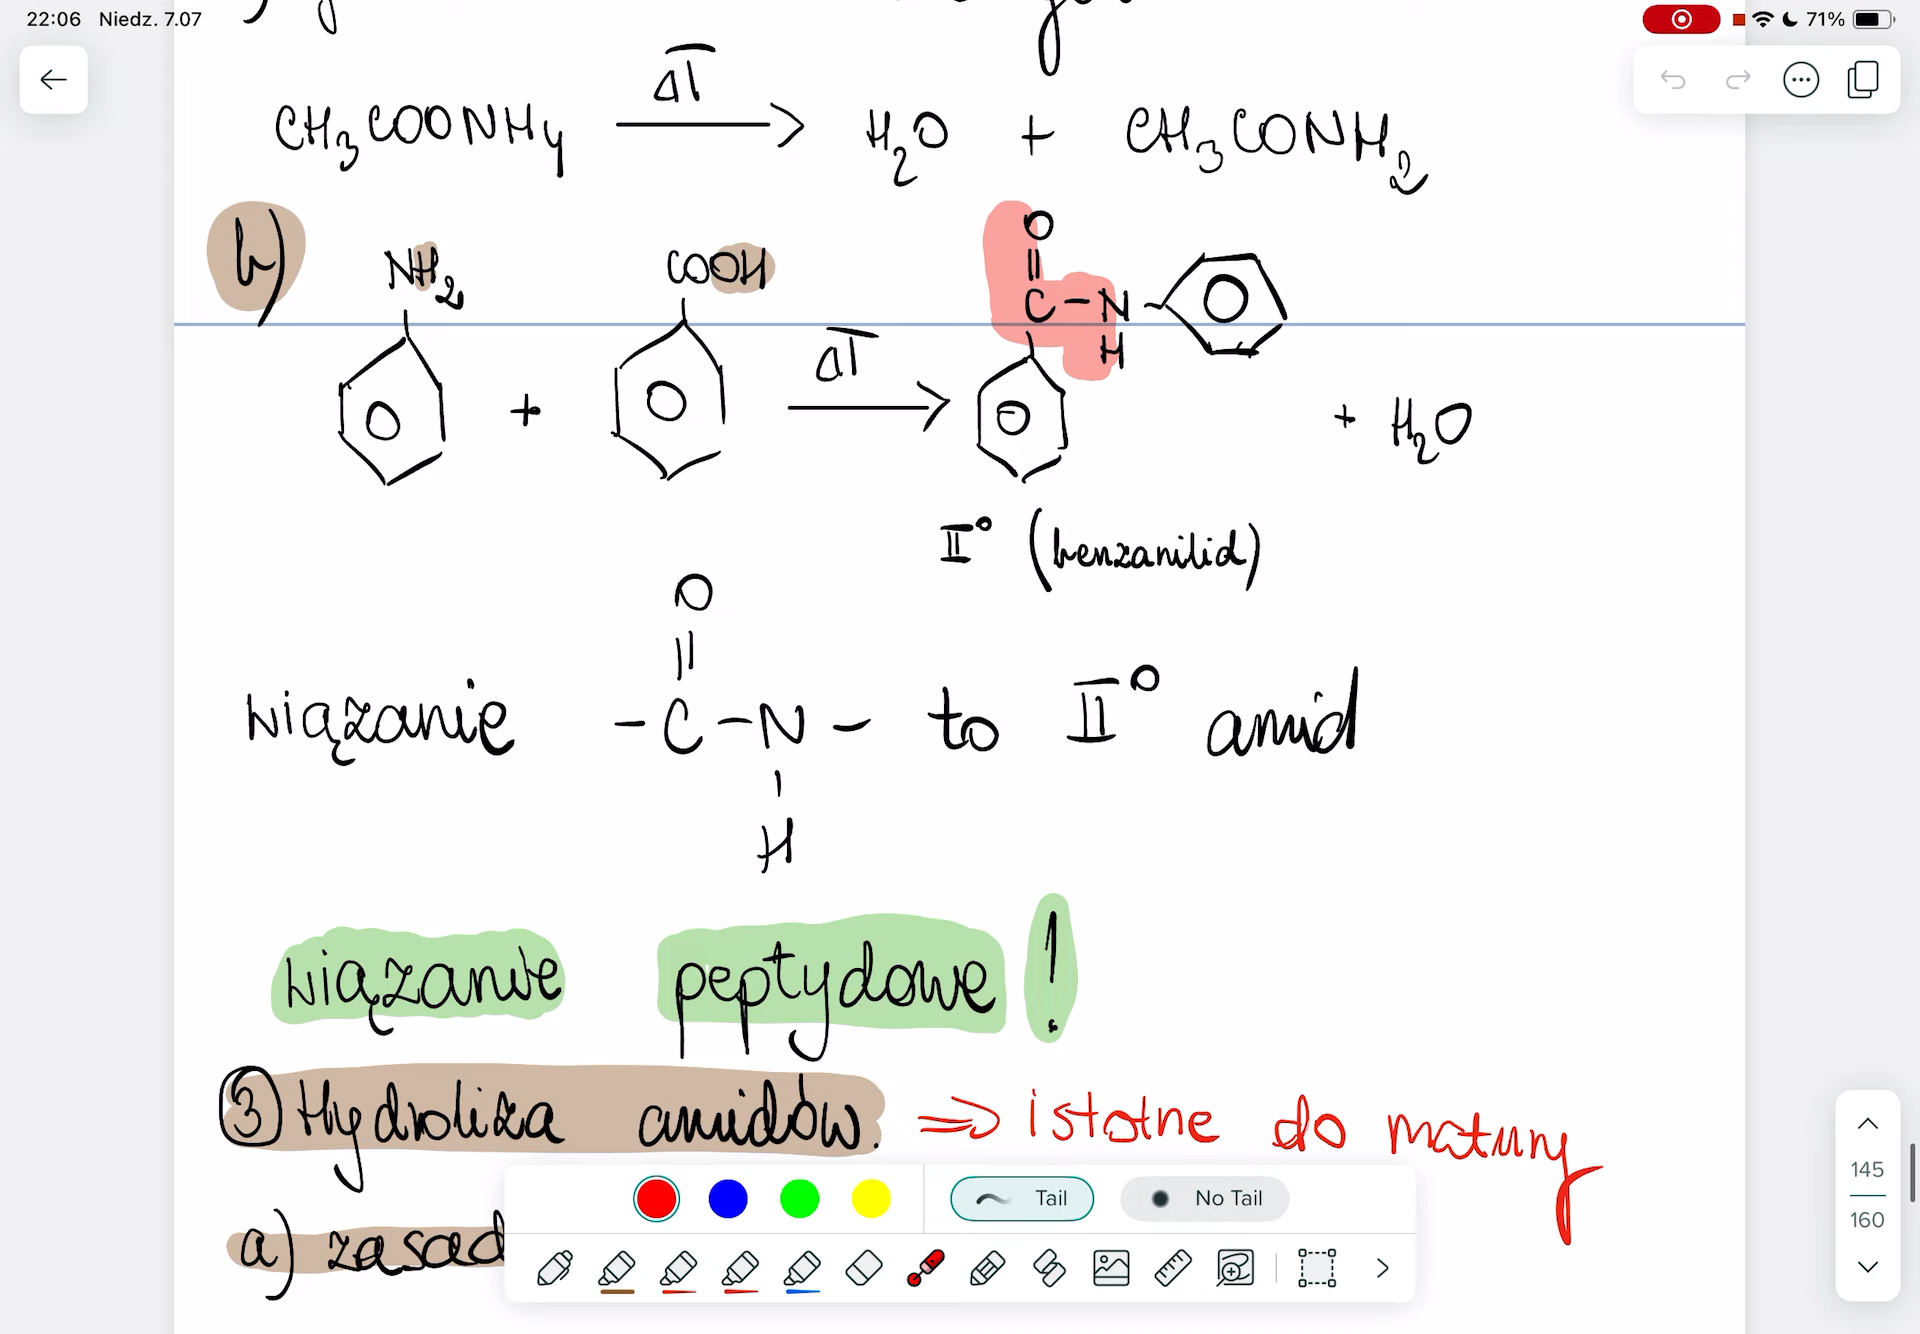 22:06 Niedz. 7.07 71%
CH₃COONH₄ ΔT → H₂O + CH₃CONH₂
b) NH₂ COOH O
C - N
H
+ ΔT → + H₂O
II° (benzanilid)
O
wiązanie -C-N- to II° amid
H
wiązanie peptydowe !
③ Hydroliza amidów. ⇒ istotne do matury
Tail No Tail
145
160
a) zasad